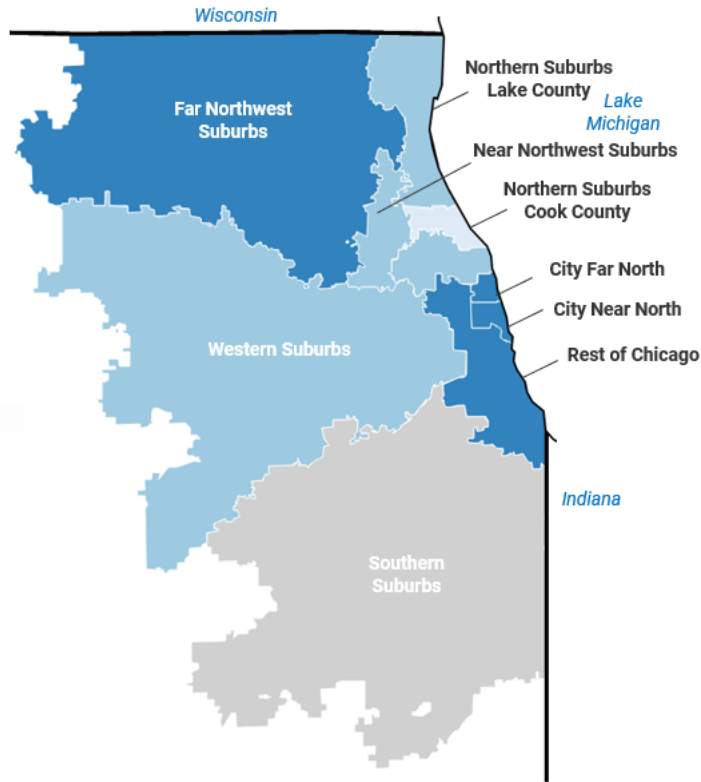 Wisconsin
Northern Suburbs
Lake County
Lake
Michigan
Far Northwest
Suburbs
Near Northwest Suburbs
Northern Suburbs
Cook County
City Far North
City Near North
Western Suburbs
Rest of Chicago
Indiana
Southern
Suburbs